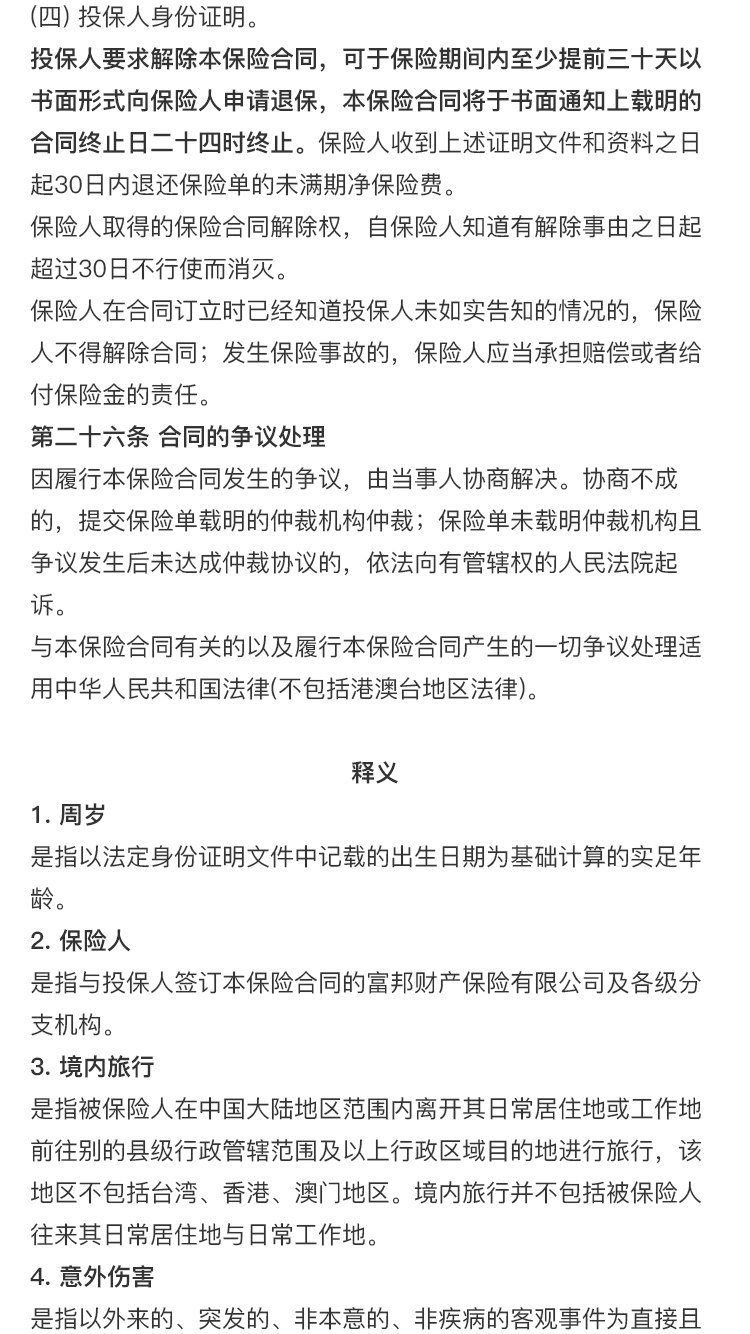 (四) 投保人身份证明。
投保人要求解除本保险合同，可于保险期间内至少提前三十天以
书面形式向保险人申请退保，本保险合同将于书面通知上载明的
合同终止日二十四时终止。保险人收到上述证明文件和资料之日
起30日内退还保险单的未满期净保险费。
保险人取得的保险合同解除权，自保险人知道有解除事由之日起
超过30日不行使而消灭。
保险人在合同订立时已经知道投保人未如实告知的情况的，保险
人不得解除合同；发生保险事故的，保险人应当承担赔偿或者给
付保险金的责任。
第二十六条 合同的争议处理
因履行本保险合同发生的争议，由当事人协商解决。协商不成
的，提交保险单载明的仲裁机构仲裁；保险单未载明仲裁机构且
争议发生后未达成仲裁协议的，依法向有管辖权的人民法院起
诉。
与本保险合同有关的以及履行本保险合同产生的一切争议处理适
用中华人民共和国法律(不包括港澳台地区法律)。
释义
1. 周岁
是指以法定身份证明文件中记载的出生日期为基础计算的实足年
龄。
2. 保险人
是指与投保人签订本保险合同的富邦财产保险有限公司及各级分
支机构。
3. 境内旅行
是指被保险人在中国大陆地区范围内离开其日常居住地或工作地
前往别的县级行政管辖范围及以上行政区域目的地进行旅行，该
地区不包括台湾、香港、澳门地区。境内旅行并不包括被保险人
往来其日常居住地与日常工作地。
4. 意外伤害
是指以外来的、突发的、非本意的、非疾病的客观事件为直接且